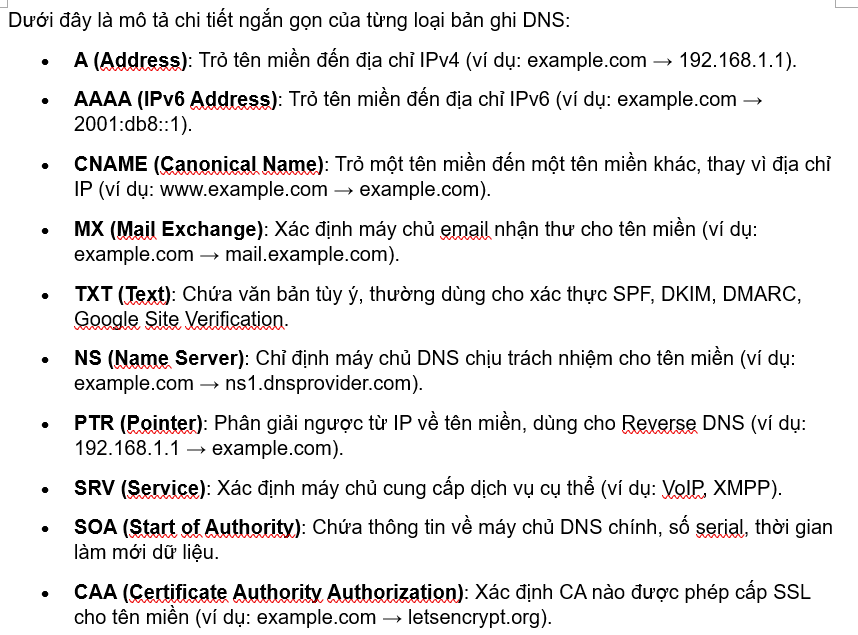 Dưới đây là mô tả chi tiết ngắn gọn của từng loại bản ghi DNS:
• A (Address): Trỏ tên miền đến địa chỉ IPv4 (ví dụ: example.com → 192.168.1.1).
• AAAA (IPv6 Address): Trỏ tên miền đến địa chỉ IPv6 (ví dụ: example.com →
2001:db8::1).
• CNAME (Canonical Name): Trỏ một tên miền đến một tên miền khác, thay vì địa chỉ
IP (ví dụ: www.example.com → example.com).
• MX (Mail Exchange): Xác định máy chủ email nhận thư cho tên miền (ví dụ:
example.com → mail.example.com).
• TXT (Text): Chứa văn bản tùy ý, thường dùng cho xác thực SPF, DKIM, DMARC,
Google Site Verification.
• NS (Name Server): Chỉ định máy chủ DNS chịu trách nhiệm cho tên miền (ví dụ:
example.com → ns1.dnsprovider.com).
• PTR (Pointer): Phân giải ngược từ IP về tên miền, dùng cho Reverse DNS (ví dụ:
192.168.1.1 → example.com).
• SRV (Service): Xác định máy chủ cung cấp dịch vụ cụ thể (ví dụ: VoIP, XMPP).
• SOA (Start of Authority): Chứa thông tin về máy chủ DNS chính, số serial, thời gian
làm mới dữ liệu.
• CAA (Certificate Authority Authorization): Xác định CA nào được phép cấp SSL
cho tên miền (ví dụ: example.com → letsencrypt.org).